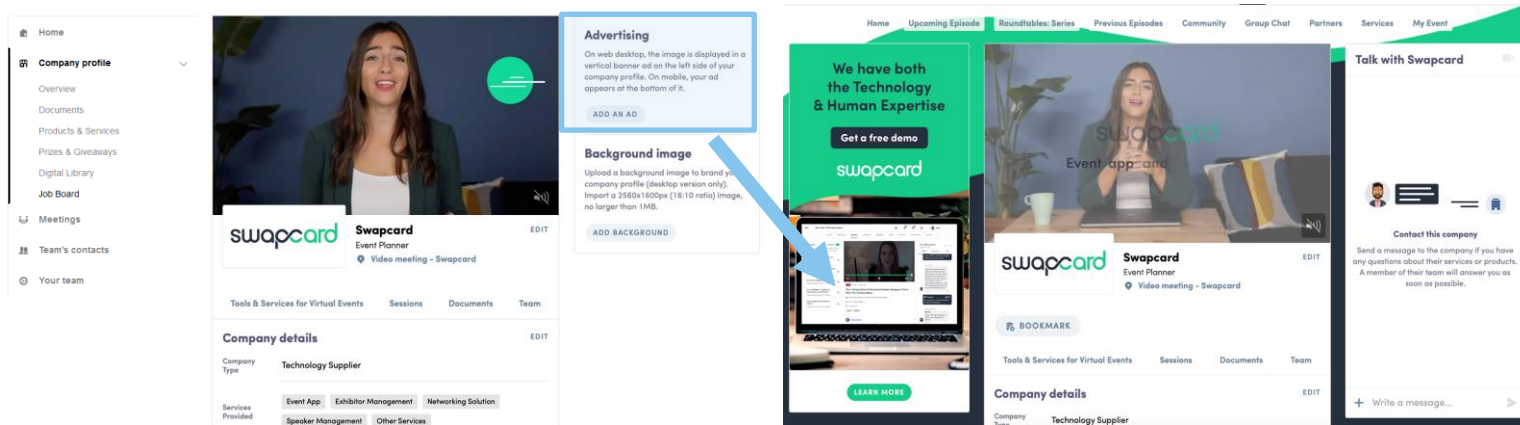 Home
Company profile
Overview
Documents
Products & Services
Prizes & Giveaways
Digital Library
Job Board
Meetings
Team's contacts
Your team
swapcard
Swapcard
EDIT
Event Planner
Video meeting - Swapcard
Tools & Services for Virtual Events Sessions Documents Team
Company details EDIT
Company Type
Technology Supplier
Services Provided
Event App Exhibitor Management Networking Solution
Speaker Management Other Services
Advertising
On web desktop, the image is displayed in a
vertical banner ad on the left side of your
company profile. On mobile, your ad
appears at the bottom of it.
ADD AN AD
Background image
Upload a background image to brand
company profile (desktop version only).
Import a 2560x1600px (16:10 ratio) image,
no larger than 1MB.
ADD BACKGROUND
Home Upcoming Episode Roundtables: Series Previous Episodes Community Group Chat Partners Services My Event
We have both
the Technology
& Human Expertise
Get a free demo
swapcard
LEARN MORE
swapcard
Event app and
swapcard
Swapcard
EDIT
Event Planner
Video meeting - Swapcard
BOOKMARK
Tools & Services for Virtual Events Sessions Documents Team
Company details EDIT
Company
Technology Supplier
Talk with Swapcard
Contact this company
Send a message to the company if you have
any questions about their services or products.
A member of their team will answer you as
soon as possible.
Write a message...